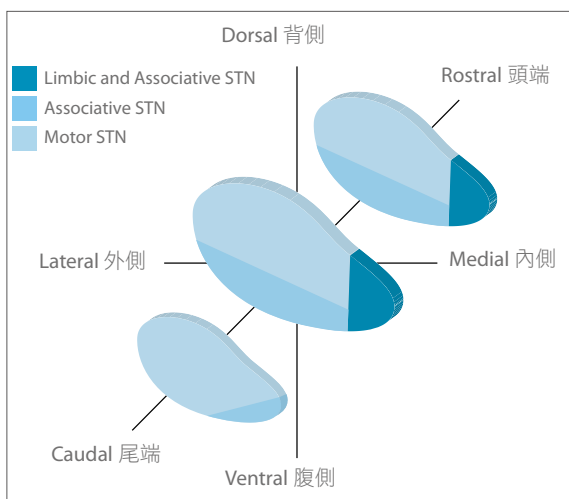 Dorsal 背側
Limbic and Associative STN
Associative STN
Motor STN
Rostral 頭端
Lateral 外側
Medial 內側
Caudal 尾端
Ventral 腹側